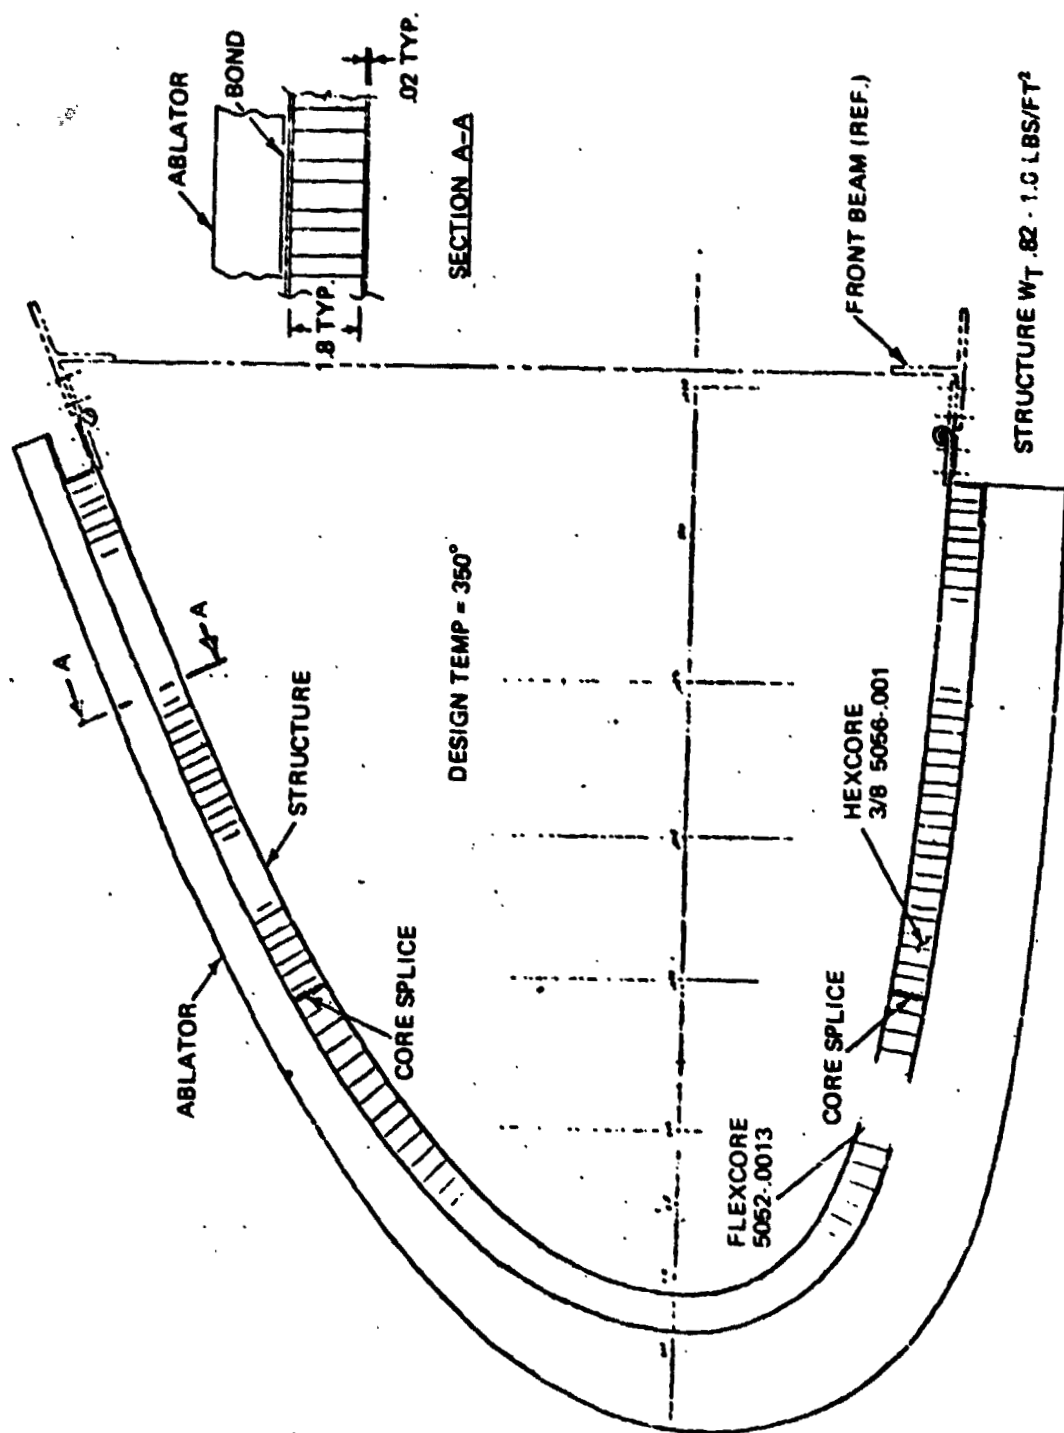 ABLATOR
BOND
1.8 TYP.
.02 TYP.
SECTION A-A
A
A
ABLATOR
STRUCTURE
CORE SPLICE
DESIGN TEMP = 350°
FRONT BEAM (REF.)
FLEXCORE
5052-.0013
CORE SPLICE
HEXCORE
3/8 5056-.001
STRUCTURE WT .82 - 1.0 LBS/FT²